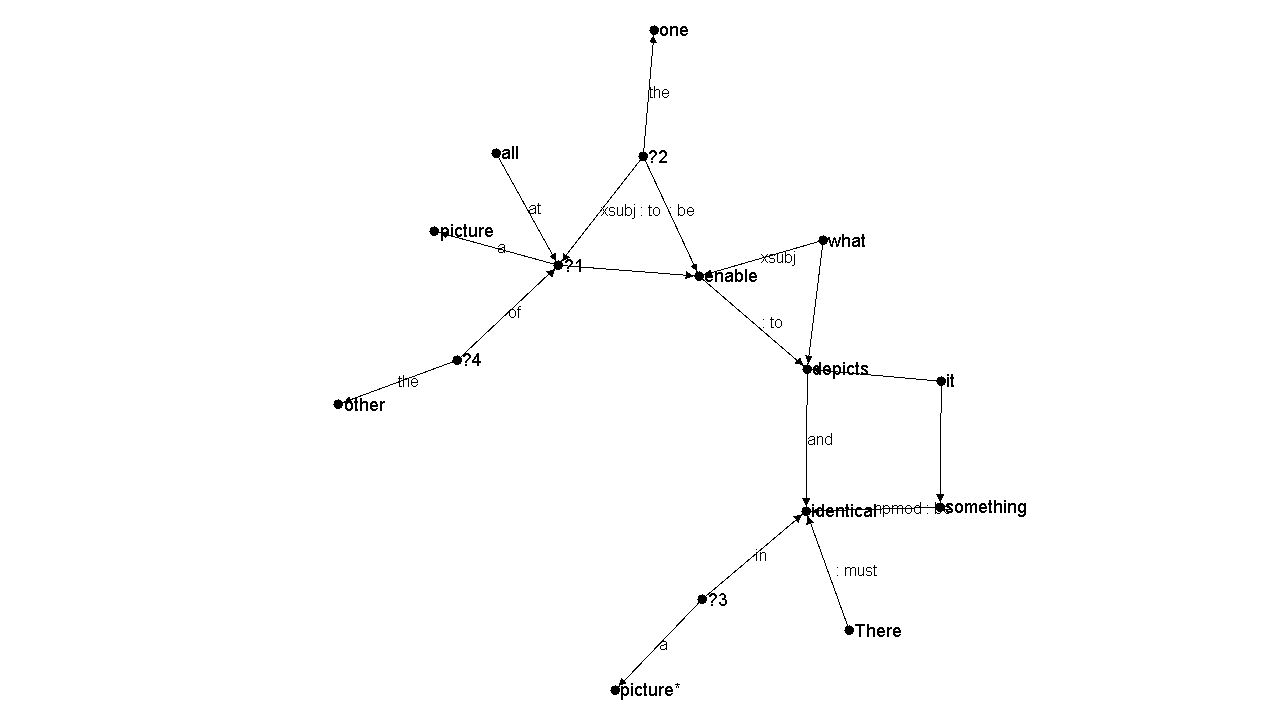 one
the
?2
all
at
xsubj : to
: be
picture
a
what
xsubj
?1
enable
of
: to
?4
the
depicts
it
other
and
identical
npmod : be
something
in
: must
?3
There
a
picture*